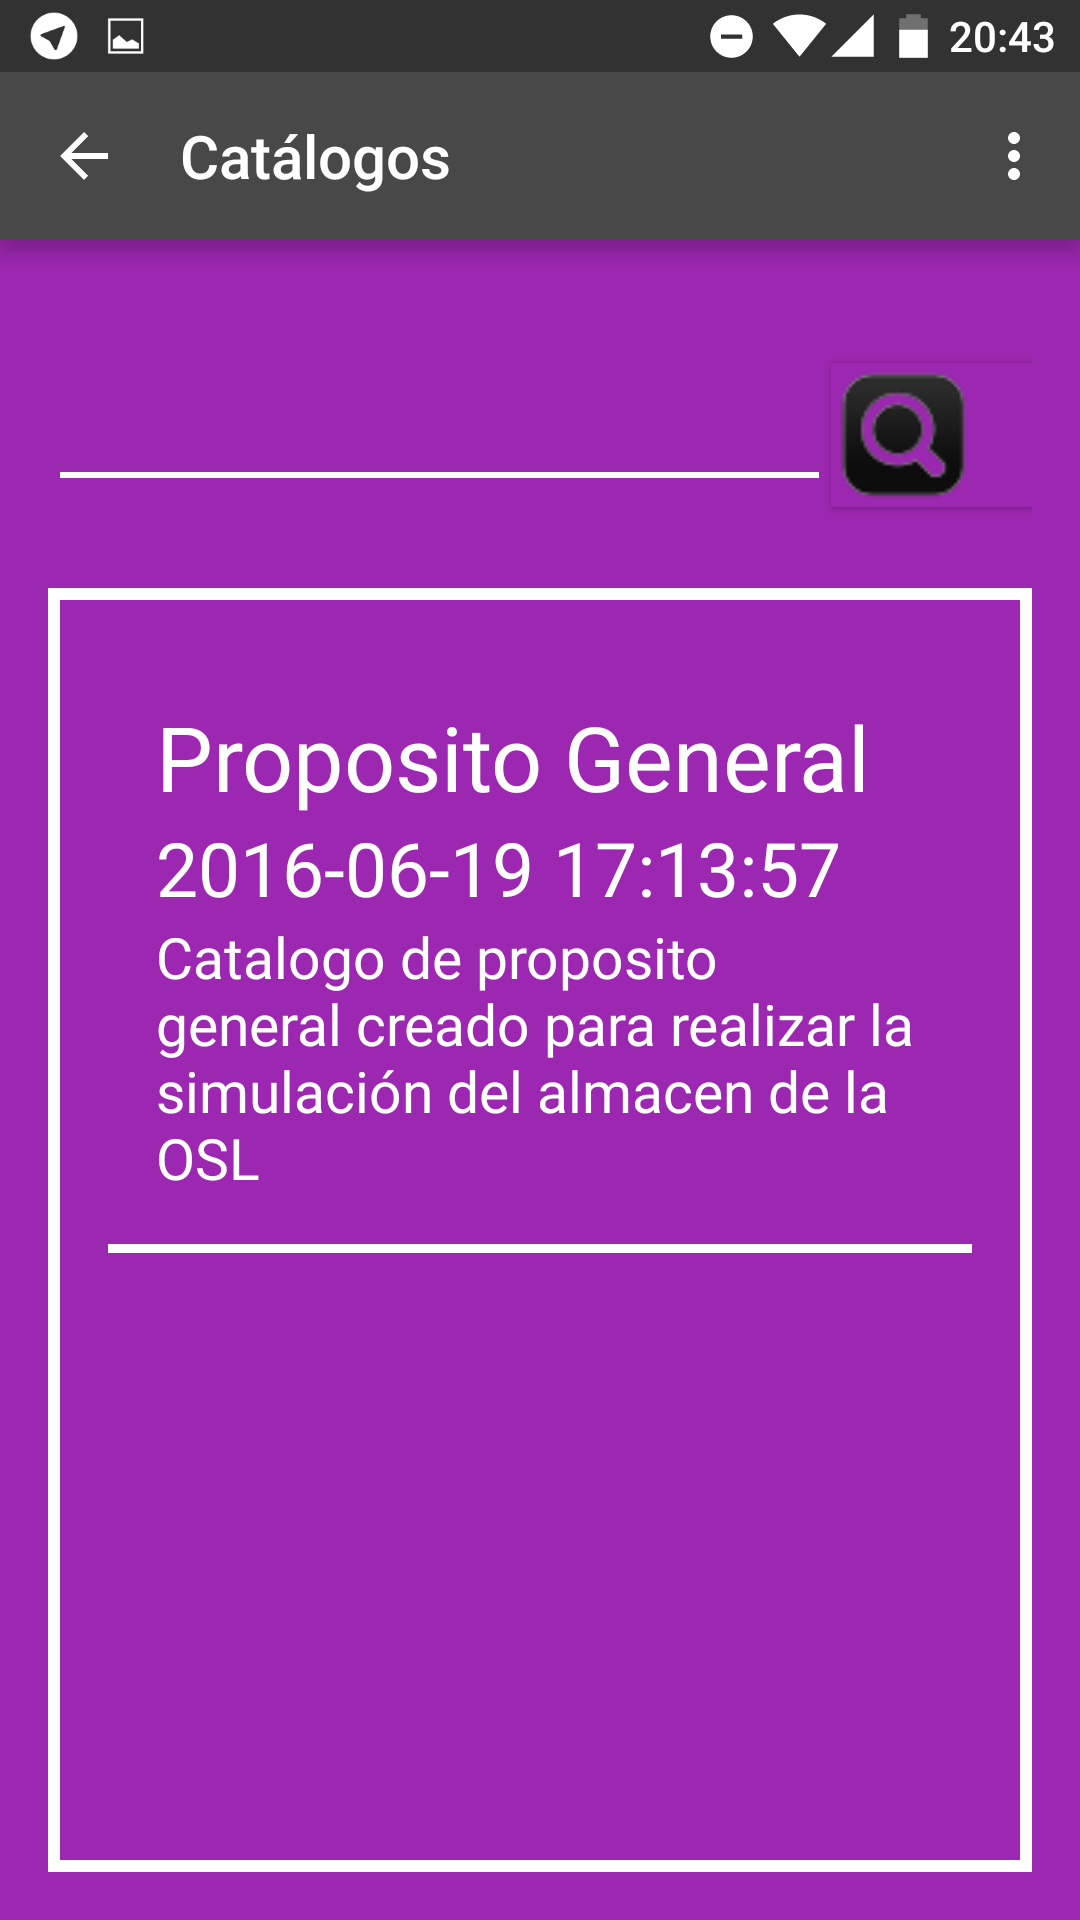 20:43
Catálogos
Proposito General
2016-06-19 17:13:57
Catalogo de proposito
general creado para realizar la
simulación del almacen de la
OSL